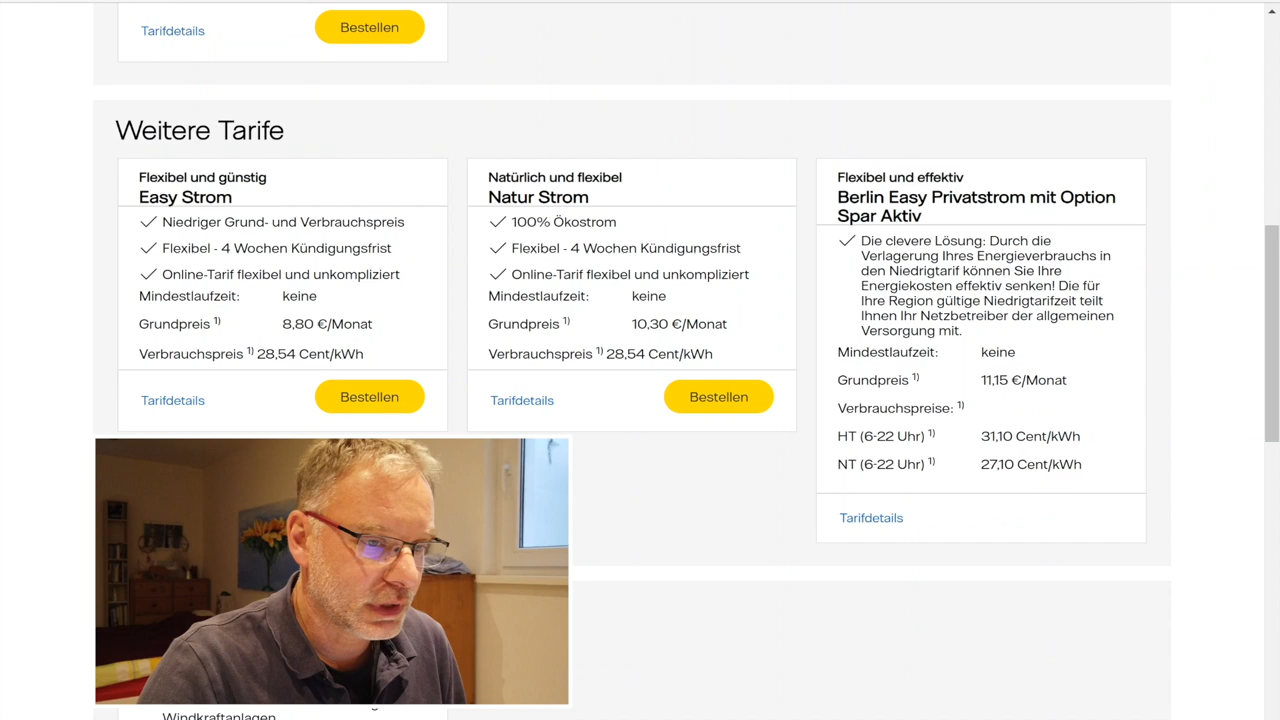 Tarifdetails
Bestellen
Weitere Tarife
Flexibel und günstig
Easy Strom
Niedriger Grund- und Verbrauchspreis
Flexibel - 4 Wochen Kündigungsfrist
Online-Tarif flexibel und unkompliziert
Mindestlaufzeit: keine
Grundpreis 1) 8,80 €/Monat
Verbrauchspreis 1) 28,54 Cent/kWh
Tarifdetails
Bestellen
Natürlich und flexibel
Natur Strom
100% Ökostrom
Flexibel - 4 Wochen Kündigungsfrist
Online-Tarif flexibel und unkompliziert
Mindestlaufzeit: keine
Grundpreis 1) 10,30 €/Monat
Verbrauchspreis 1) 28,54 Cent/kWh
Tarifdetails
Bestellen
Flexibel und effektiv
Berlin Easy Privatstrom mit Option
Spar Aktiv
Die clevere Lösung: Durch die
Verlagerung Ihres Energieverbrauchs in
den Niedrigtarif können Sie Ihre
Energiekosten effektiv senken! Die für
Ihre Region gültige Niedrigtarifzeit teilt
Ihnen Ihr Netzbetreiber der allgemeinen
Versorgung mit.
Mindestlaufzeit: keine
Grundpreis 1) 11,15 €/Monat
Verbrauchspreise: 1)
HT (6-22 Uhr) 1) 31,10 Cent/kWh
NT (6-22 Uhr) 1) 27,10 Cent/kWh
Tarifdetails
Windkraftanlagen